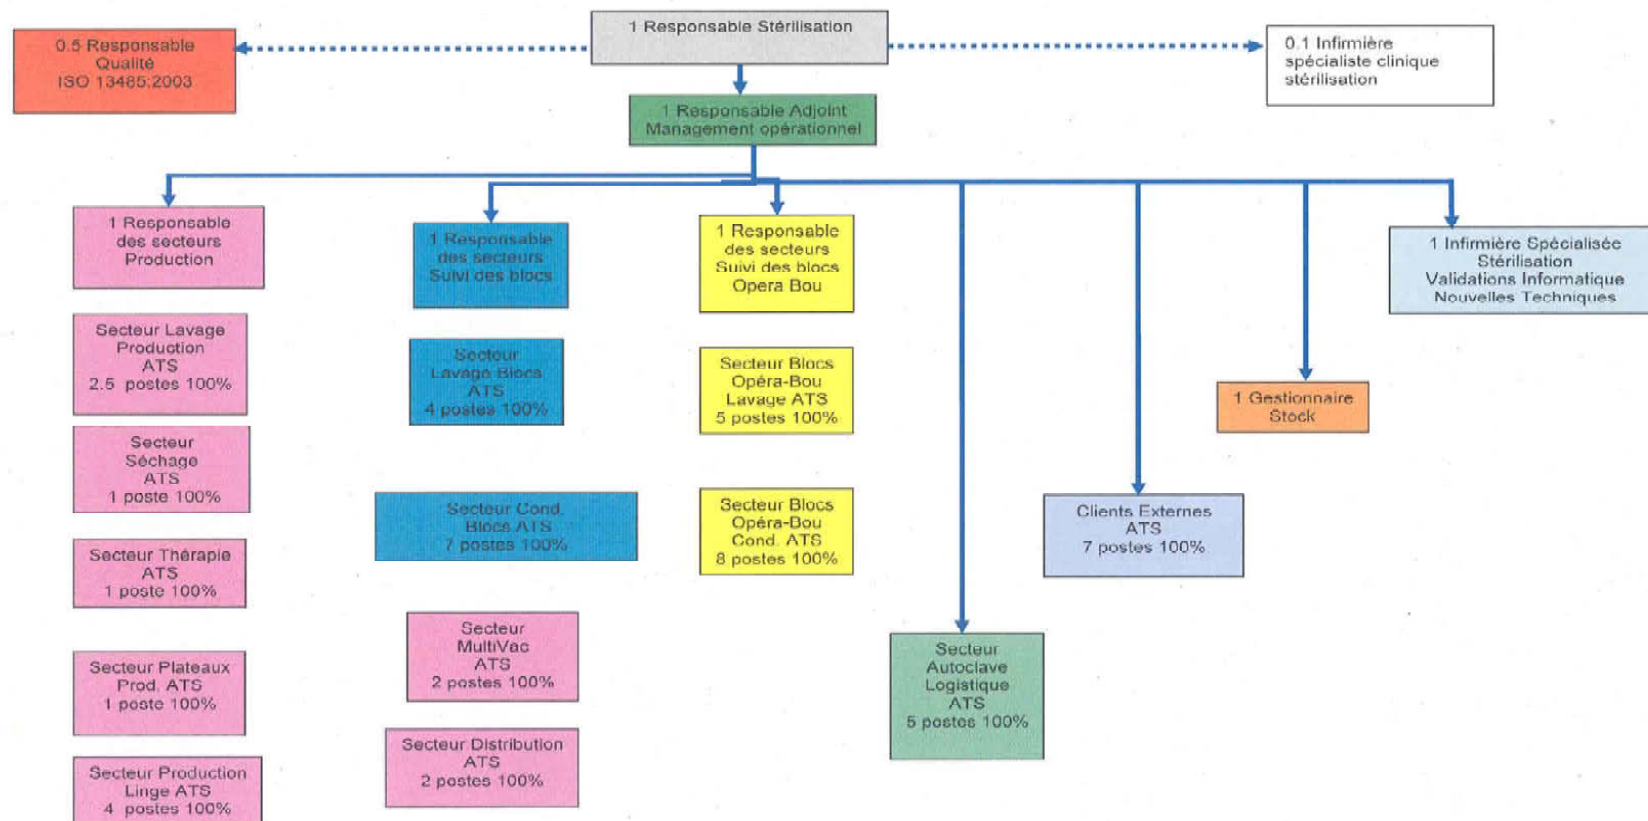 1 Responsable Stérilisation
0.5 Responsable
Qualité
ISO 13485:2003
0.1 Infirmière
spécialiste clinique
stérilisation
1 Responsable Adjoint
Management opérationnel
1 Responsable
des secteurs
Production
1 Responsable
des secteurs
Suivi des blocs
1 Responsable
des secteurs
Suivi des blocs
Opera Bou
1 Infirmière Spécialisée
Stérilisation
Validations Informatique
Nouvelles Techniques
Secteur Lavage
Production
ATS
2.5 postes 100%
Secteur
Lavage Blocs
ATS
4 postes 100%
Secteur Blocs
Opéra-Bou
Lavage ATS
5 postes 100%
1 Gestionnaire
Stock
Secteur
Séchage
ATS
1 poste 100%
Secteur Cond.
Blocs ATS
7 postes 100%
Secteur Blocs
Opéra-Bou
Cond. ATS
8 postes 100%
Clients Externes
ATS
7 postes 100%
Secteur Thérapie
ATS
1 poste 100%
Secteur
MultiVac
ATS
2 postes 100%
Secteur
Autoclave
Logistique
ATS
5 postes 100%
Secteur Plateaux
Prod. ATS
1 poste 100%
Secteur Distribution
ATS
2 postes 100%
Secteur Production
Linge ATS
4 postes 100%